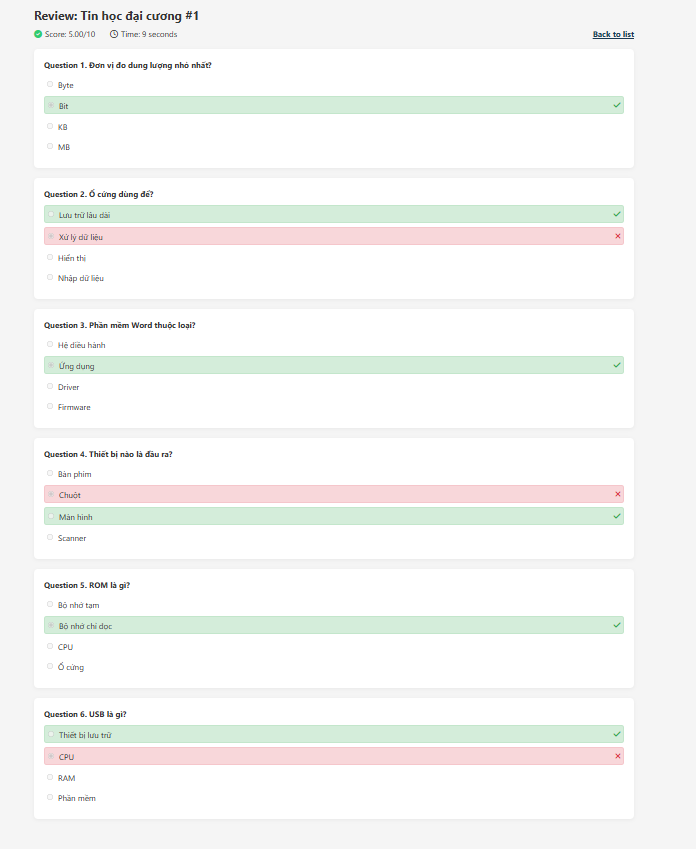 Review: Tin học đại cương #1
Score: 5.00/10 Time: 9 seconds Back to list
Question 1. Đơn vị đo dung lượng nhỏ nhất?
Byte
Bit
KB
MB
Question 2. Ổ cứng dùng để?
Lưu trữ lâu dài
Xử lý dữ liệu
Hiển thị
Nhập dữ liệu
Question 3. Phần mềm Word thuộc loại?
Hệ điều hành
Ứng dụng
Driver
Firmware
Question 4. Thiết bị nào là đầu ra?
Bàn phím
Chuột
Màn hình
Scanner
Question 5. ROM là gì?
Bộ nhớ tạm
Bộ nhớ chỉ đọc
CPU
Ổ cứng
Question 6. USB là gì?
Thiết bị lưu trữ
CPU
RAM
Phần mềm